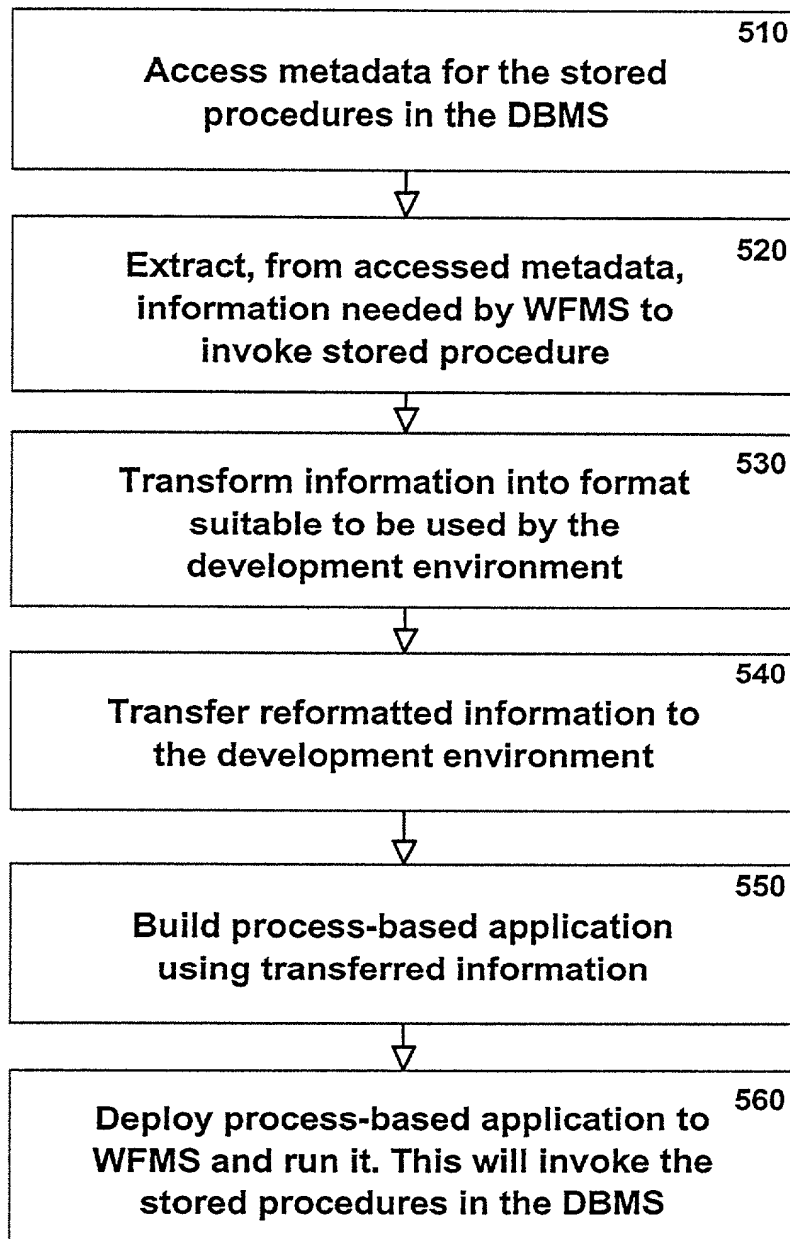 510
Access metadata for the stored
procedures in the DBMS
520
Extract, from accessed metadata,
information needed by WFMS to
invoke stored procedure
530
Transform information into format
suitable to be used by the
development environment
540
Transfer reformatted information to
the development environment
550
Build process-based application
using transferred information
560
Deploy process-based application to
WFMS and run it. This will invoke the
stored procedures in the DBMS